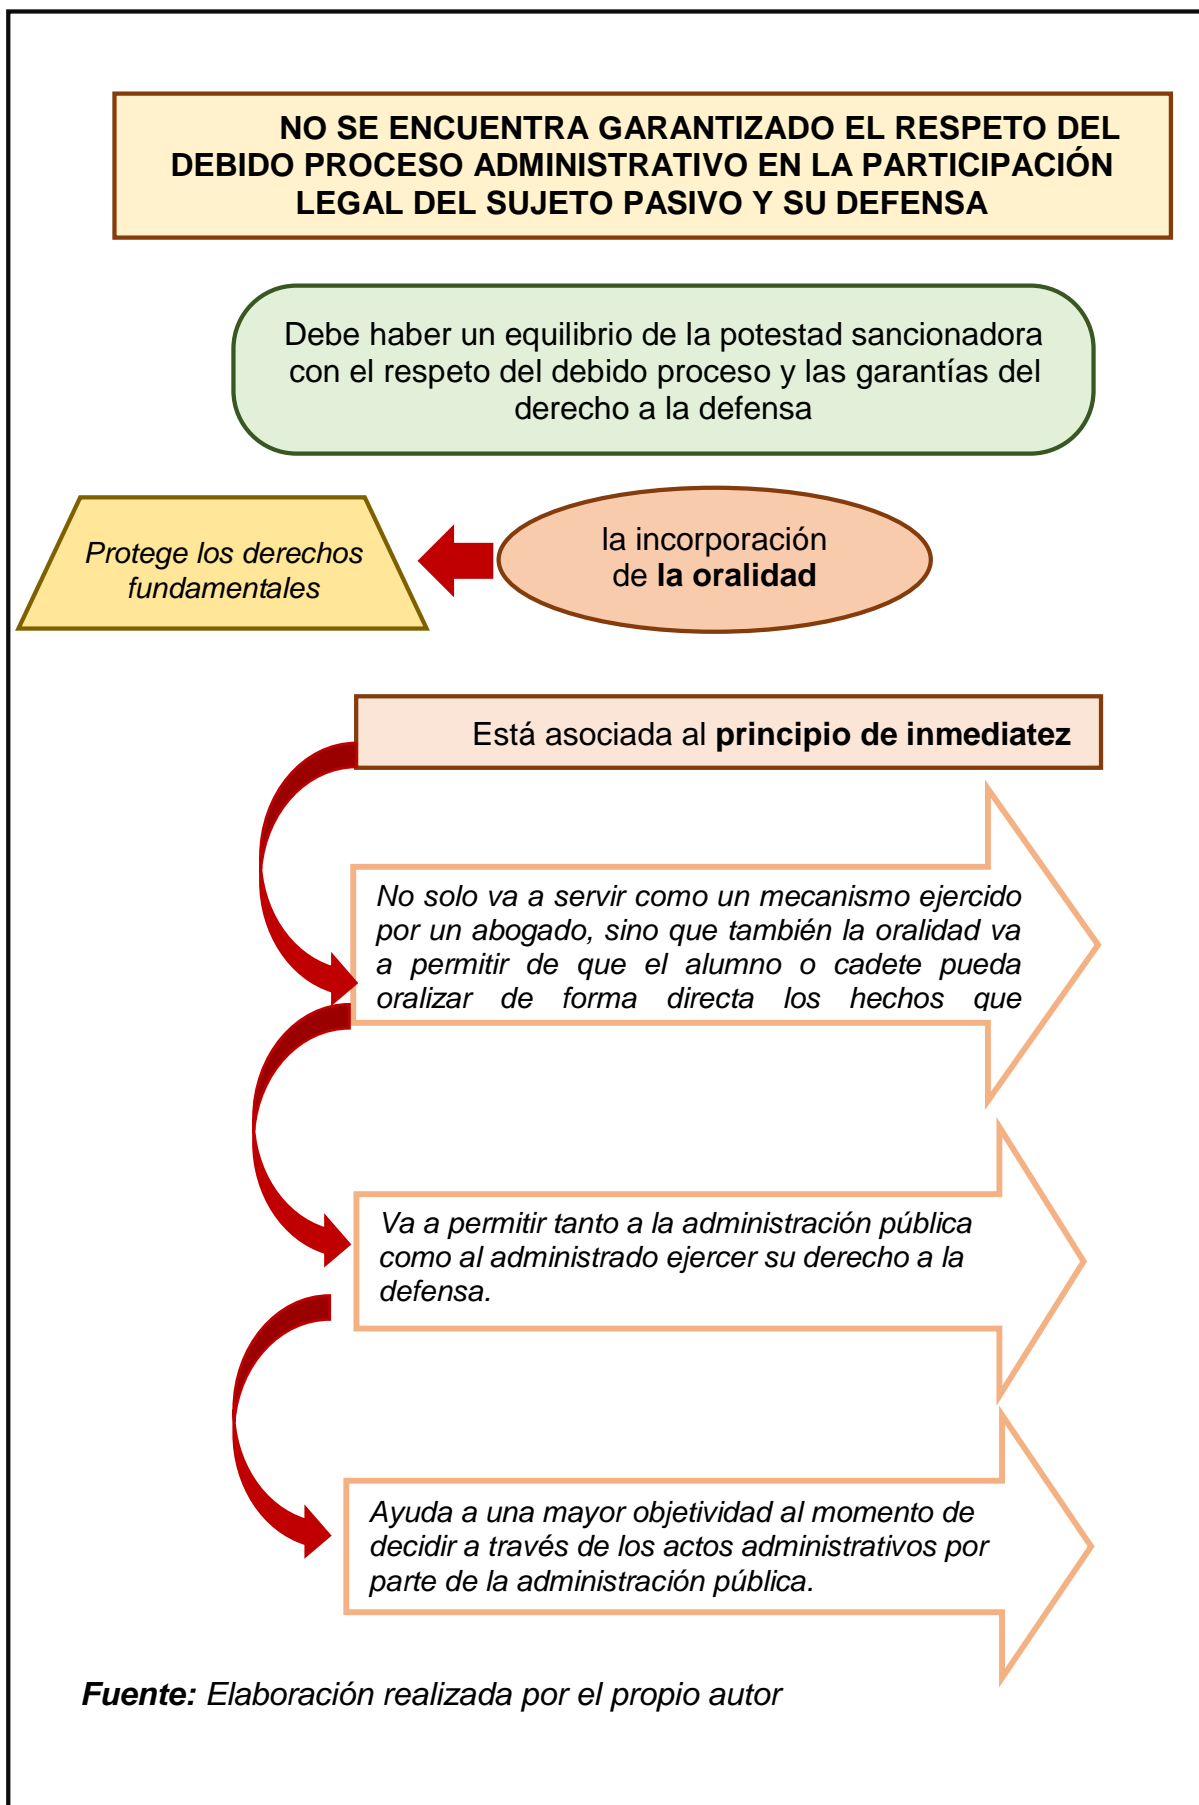 NO SE ENCUENTRA GARANTIZADO EL RESPETO DEL
DEBIDO PROCESO ADMINISTRATIVO EN LA PARTICIPACIÓN
LEGAL DEL SUJETO PASIVO Y SU DEFENSA
Debe haber un equilibrio de la potestad sancionadora
con el respeto del debido proceso y las garantías del
derecho a la defensa
Protege los derechos
fundamentales
la incorporación
de la oralidad
Está asociada al principio de inmediatez
No solo va a servir como un mecanismo ejercido
por un abogado, sino que también la oralidad va
a permitir de que el alumno o cadete pueda
oralizar de forma directa los hechos que
Va a permitir tanto a la administración pública
como al administrado ejercer su derecho a la
defensa.
Ayuda a una mayor objetividad al momento de
decidir a través de los actos administrativos por
parte de la administración pública.
Fuente: Elaboración realizada por el propio autor